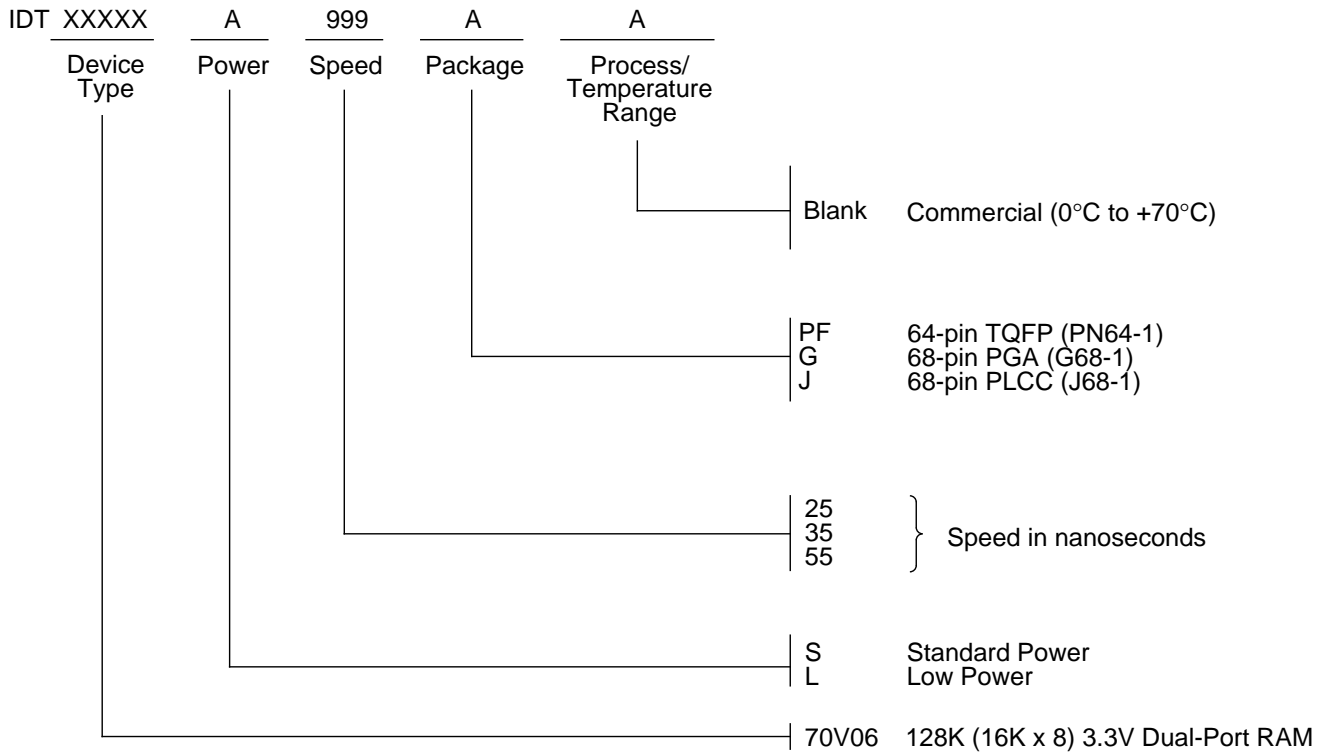 IDT XXXXX A 999 A A
Device Type Power Speed Package Process/ Temperature Range
Blank Commercial (0°C to +70°C)
PF 64-pin TQFP (PN64-1)
G 68-pin PGA (G68-1)
J 68-pin PLCC (J68-1)
25
35
55
Speed in nanoseconds
S Standard Power
L Low Power
70V06 128K (16K x 8) 3.3V Dual-Port RAM